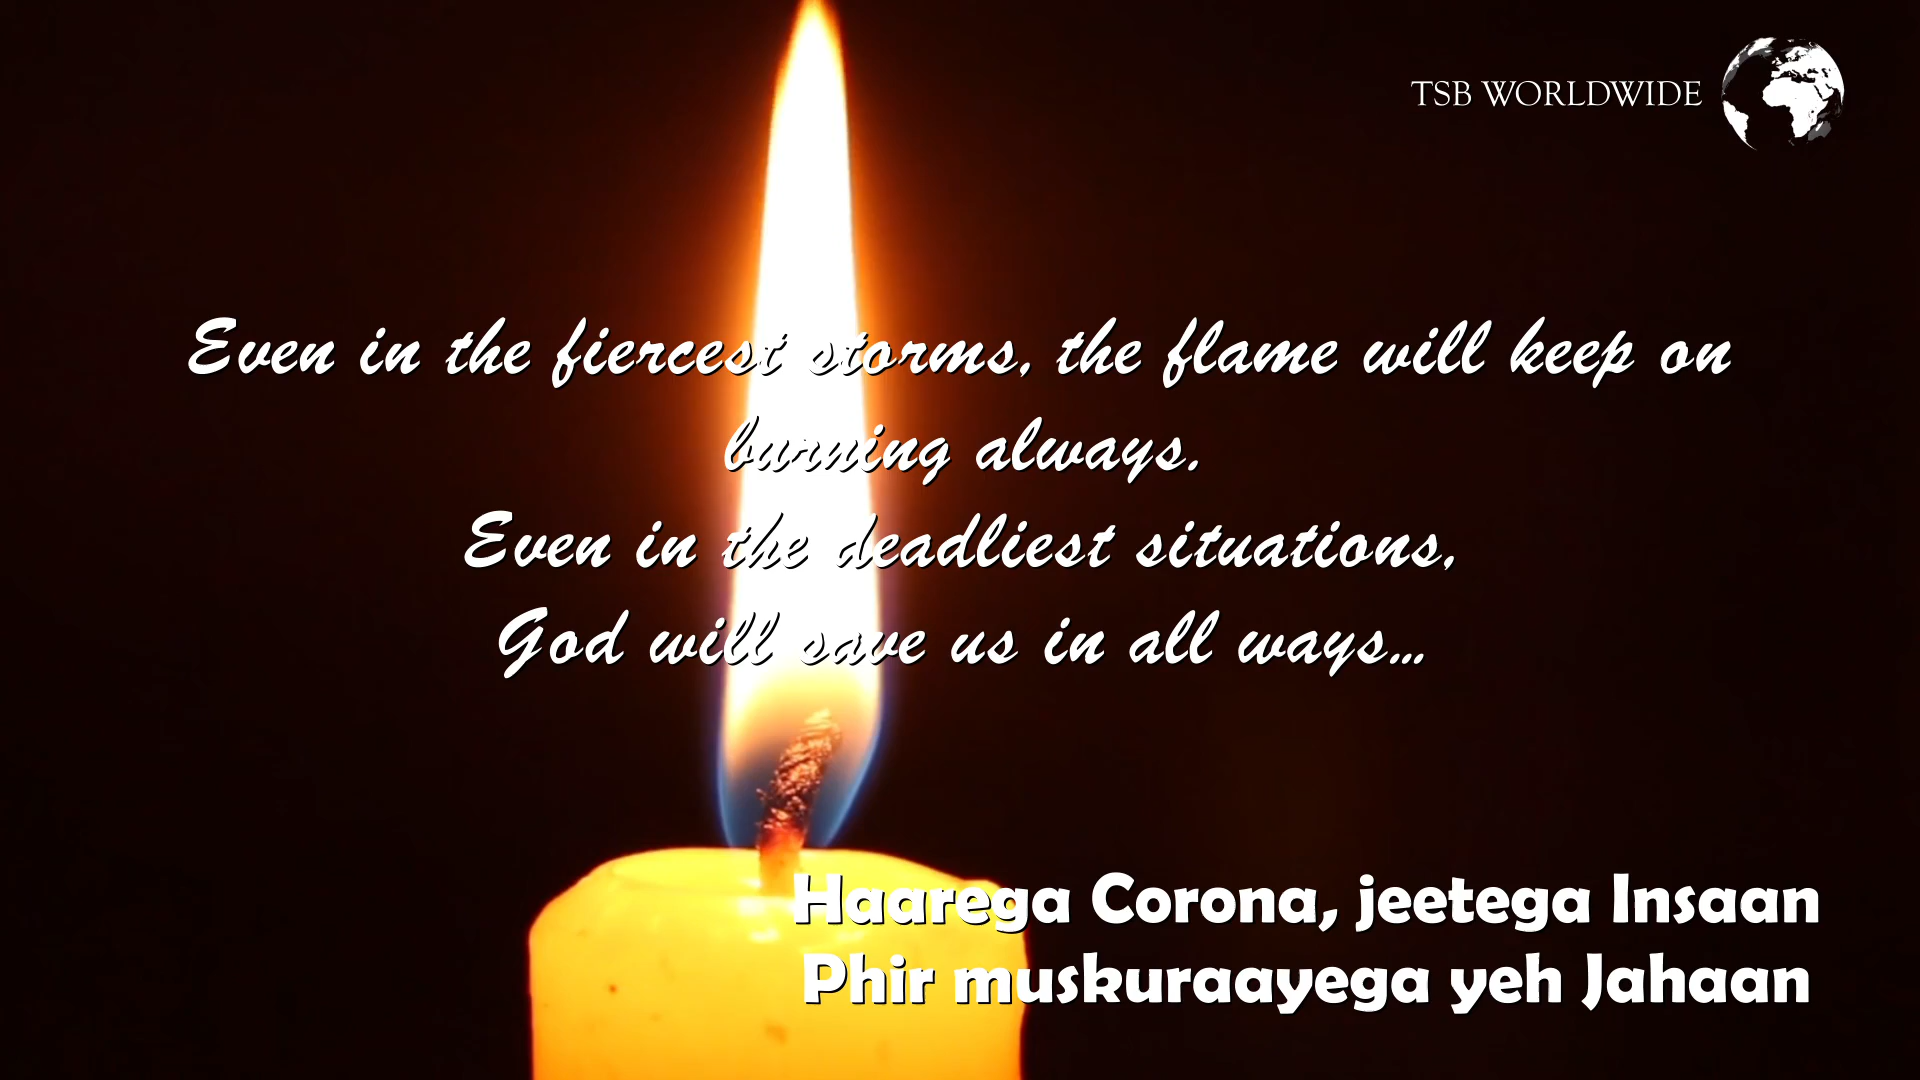 TSB WORLDWIDE
Even in the fiercest storms, the flame will keep on
burning always.
Even in the deadliest situations,
God will save us in all ways...
Haarega Corona, jeetega Insaan
Phir muskuraayega yeh Jahaan